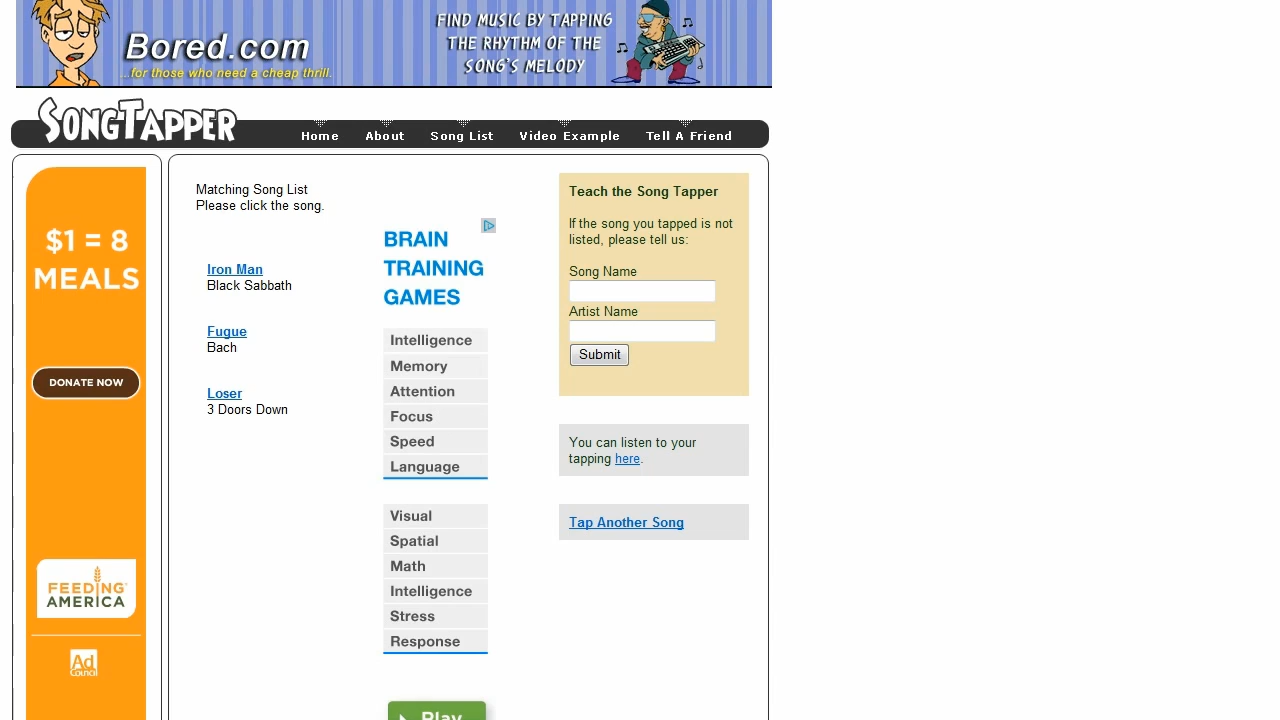 Bored.com
...for those who need a cheap thrill.
FIND MUSIC BY TAPPING
THE RHYTHM OF THE
SONG'S MELODY
SONGTAPPER
Home About Song List Video Example Tell A Friend
$1 = 8
MEALS
DONATE NOW
FEEDING
AMERICA
Ad
Council
Matching Song List
Please click the song.
Iron Man
Black Sabbath
Fugue
Bach
Loser
3 Doors Down
BRAIN
TRAINING
GAMES
Intelligence
Memory
Attention
Focus
Speed
Language
Visual
Spatial
Math
Intelligence
Stress
Response
Play
Teach the Song Tapper
If the song you tapped is not
listed, please tell us:
Song Name
Artist Name
Submit
You can listen to your
tapping here.
Tap Another Song